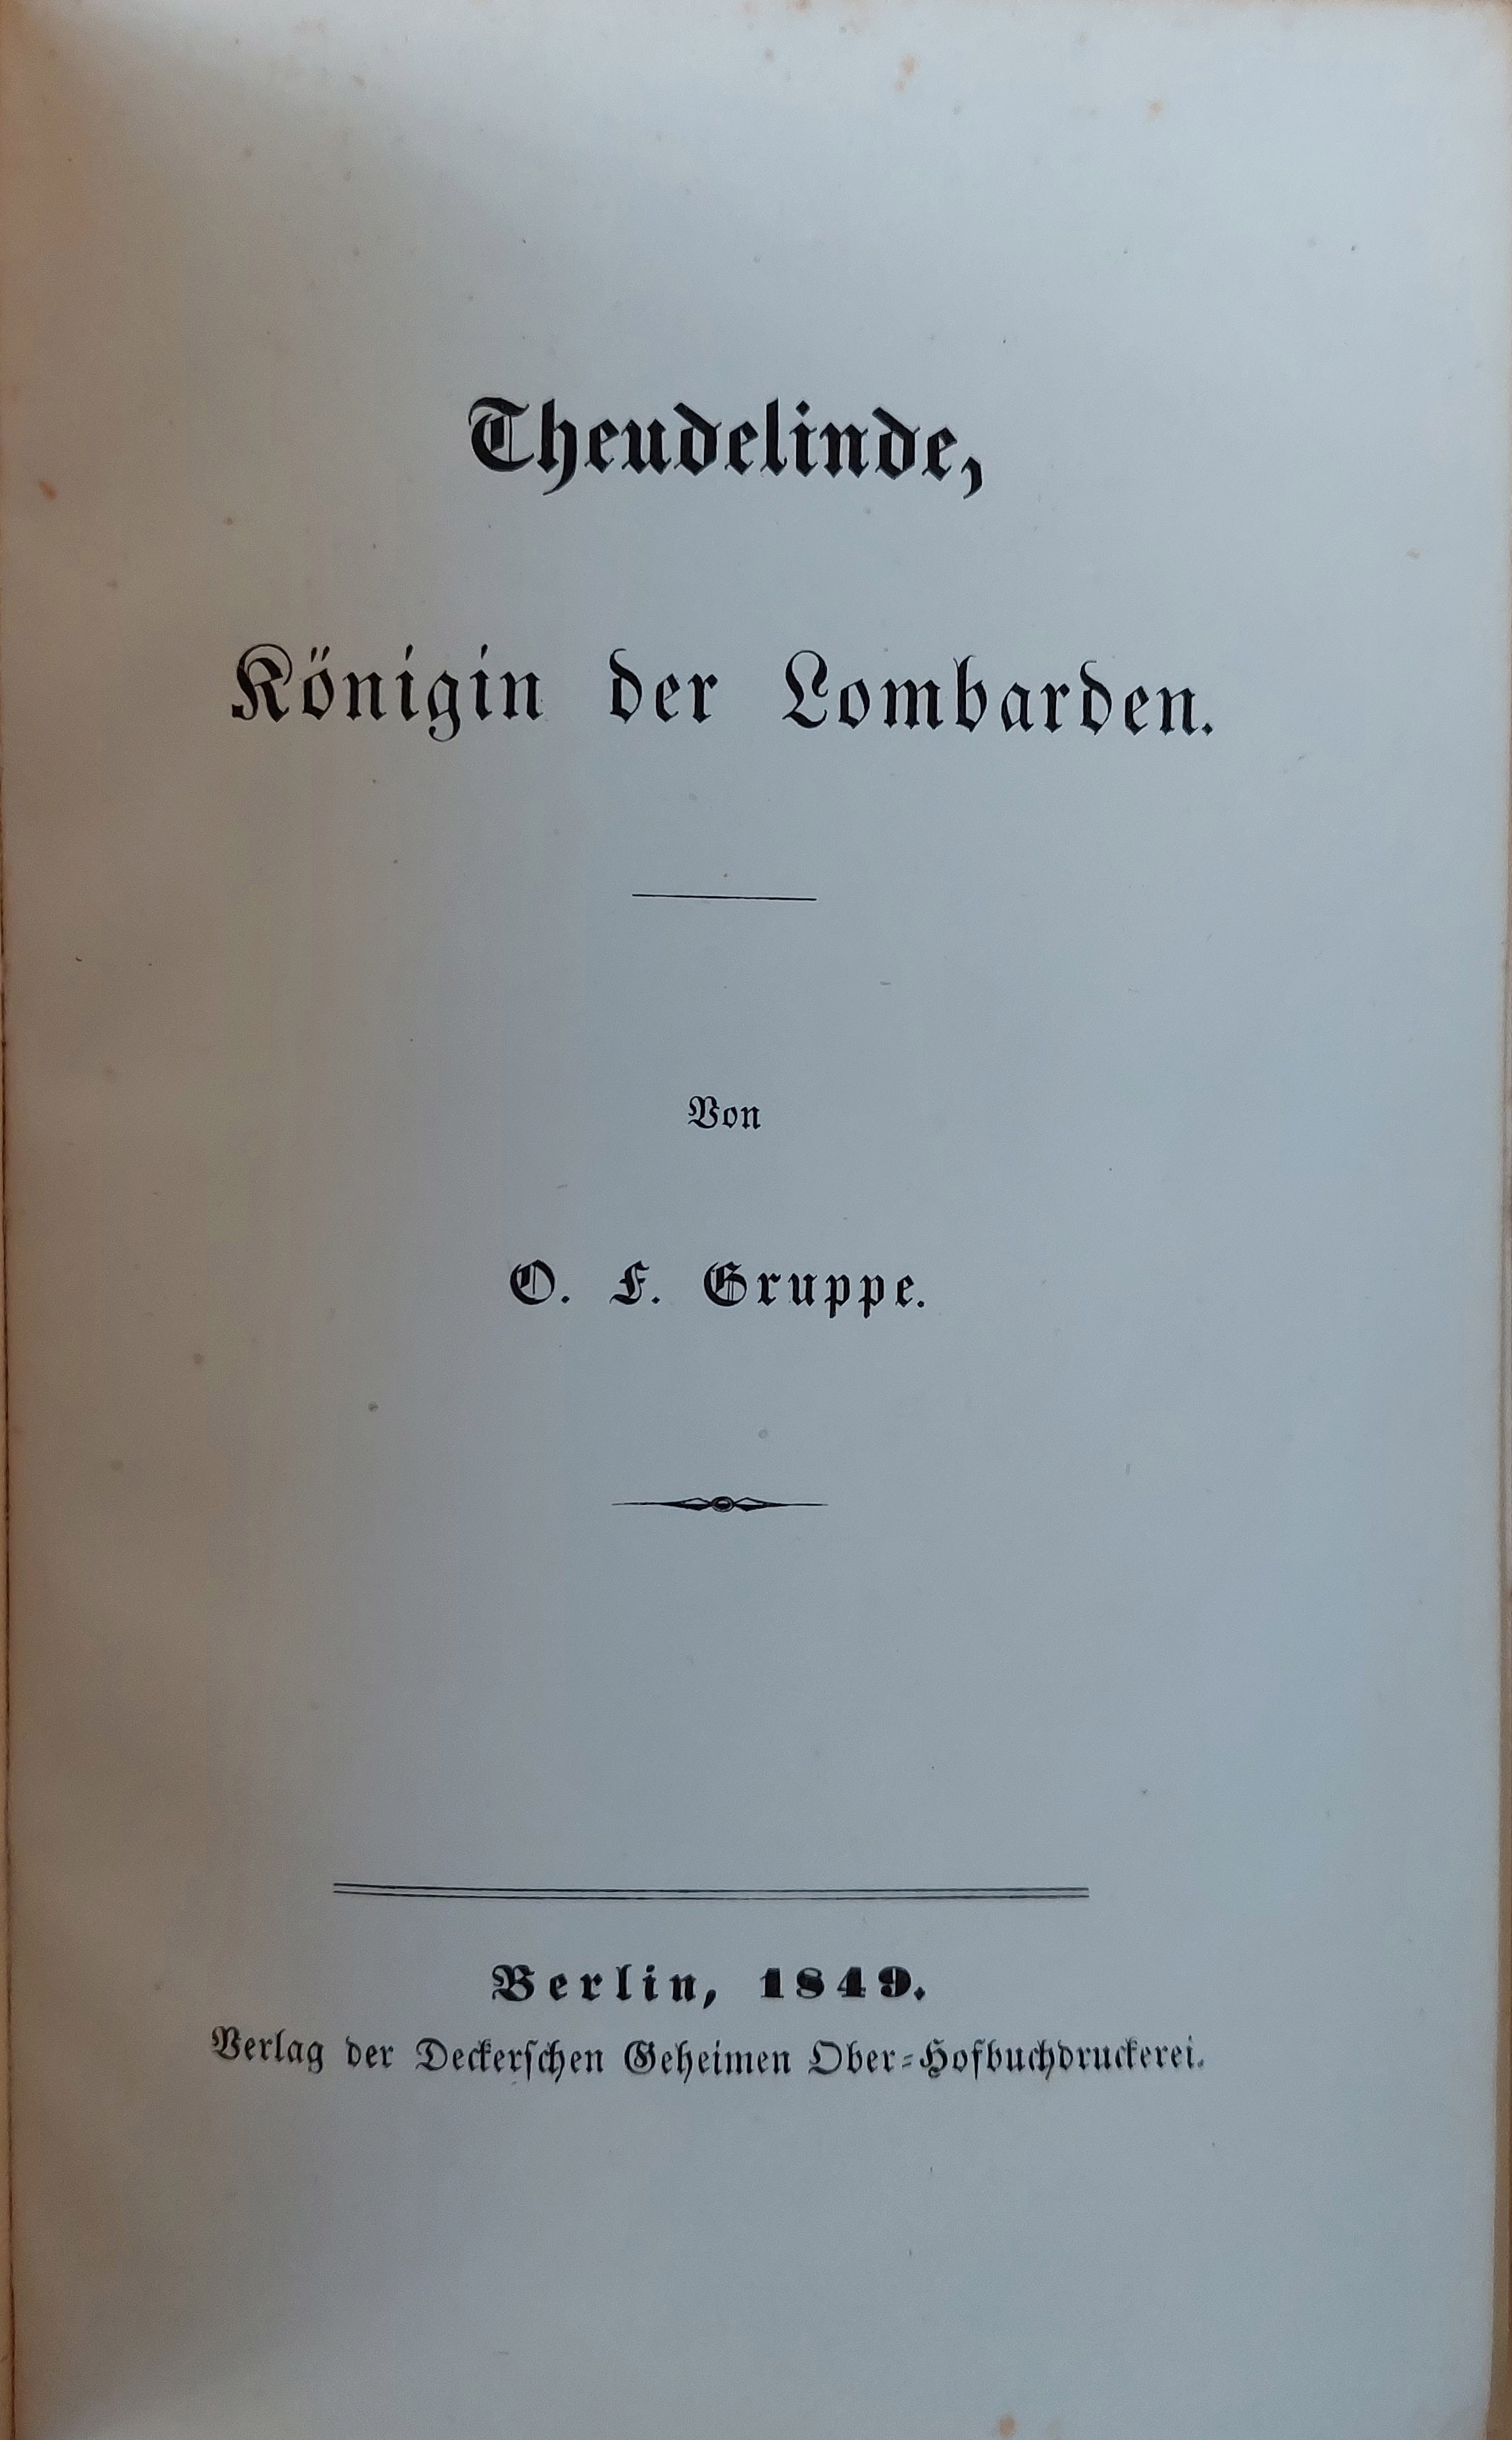 Theudelinde,
Königin der Lombarden.
Von
O. F. Gruppe.
Berlin, 1849.
Verlag der Deckerſchen Geheimen Ober⸗Hofbuchdruckerei.